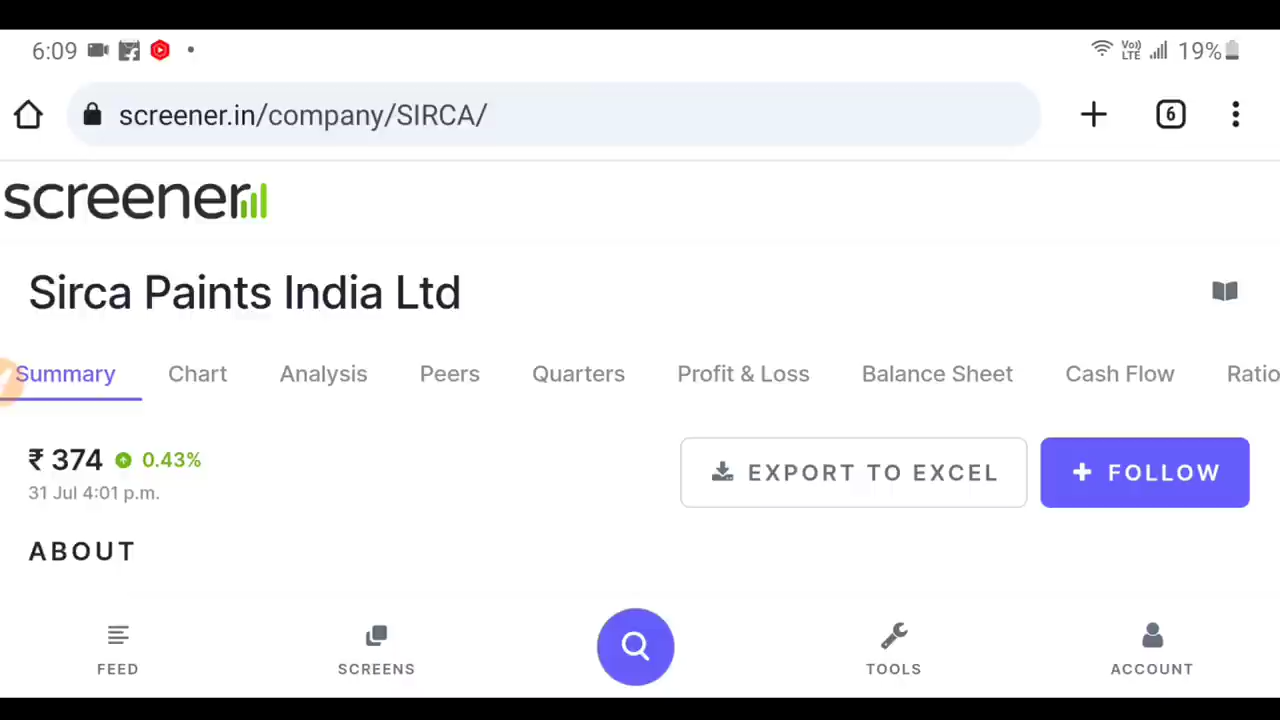 6:09 Vo)) LTE 19%
screener.in/company/SIRCA/ 6
screener
Sirca Paints India Ltd
Summary Chart Analysis Peers Quarters Profit & Loss Balance Sheet Cash Flow Ratio
₹ 374 0.43%
31 Jul 4:01 p.m.
EXPORT TO EXCEL + FOLLOW
ABOUT
FEED SCREENS TOOLS ACCOUNT